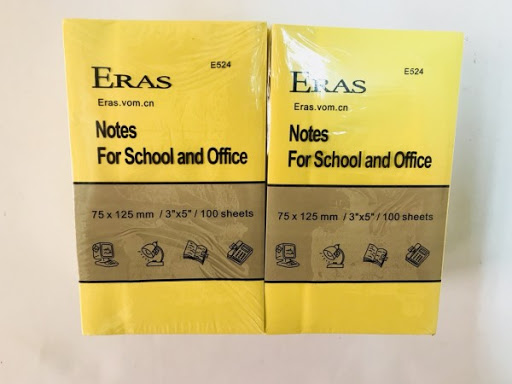 ERAS
E524
Eras.vom.cn
Notes
For School and Office
75 x 125 mm / 3"x5" / 100 sheets
ERAS
E524
Eras.vom.cn
Notes
For School and Office
75 x 125 mm / 3"x5" / 100 sheets